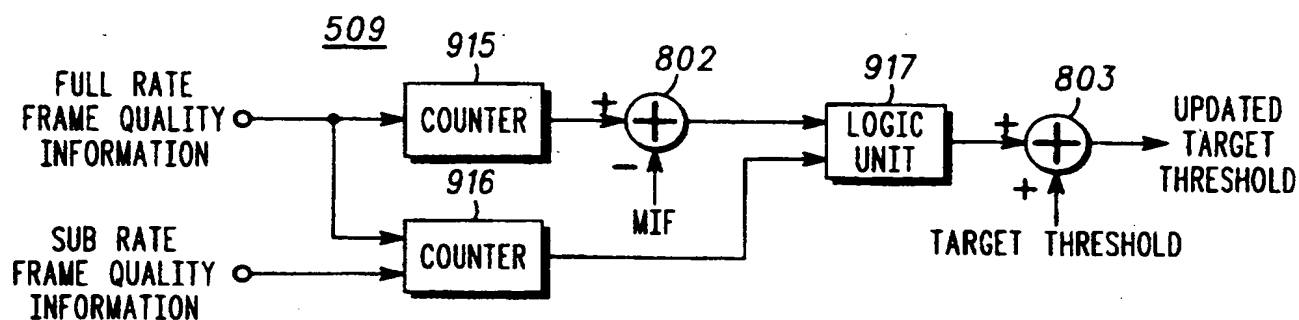 509
915
802
917
803
FULL RATE
FRAME QUALITY
INFORMATION
COUNTER
+
+
-
MIF
LOGIC
UNIT
+
+
+
TARGET THRESHOLD
UPDATED
TARGET
THRESHOLD
916
COUNTER
SUB RATE
FRAME QUALITY
INFORMATION